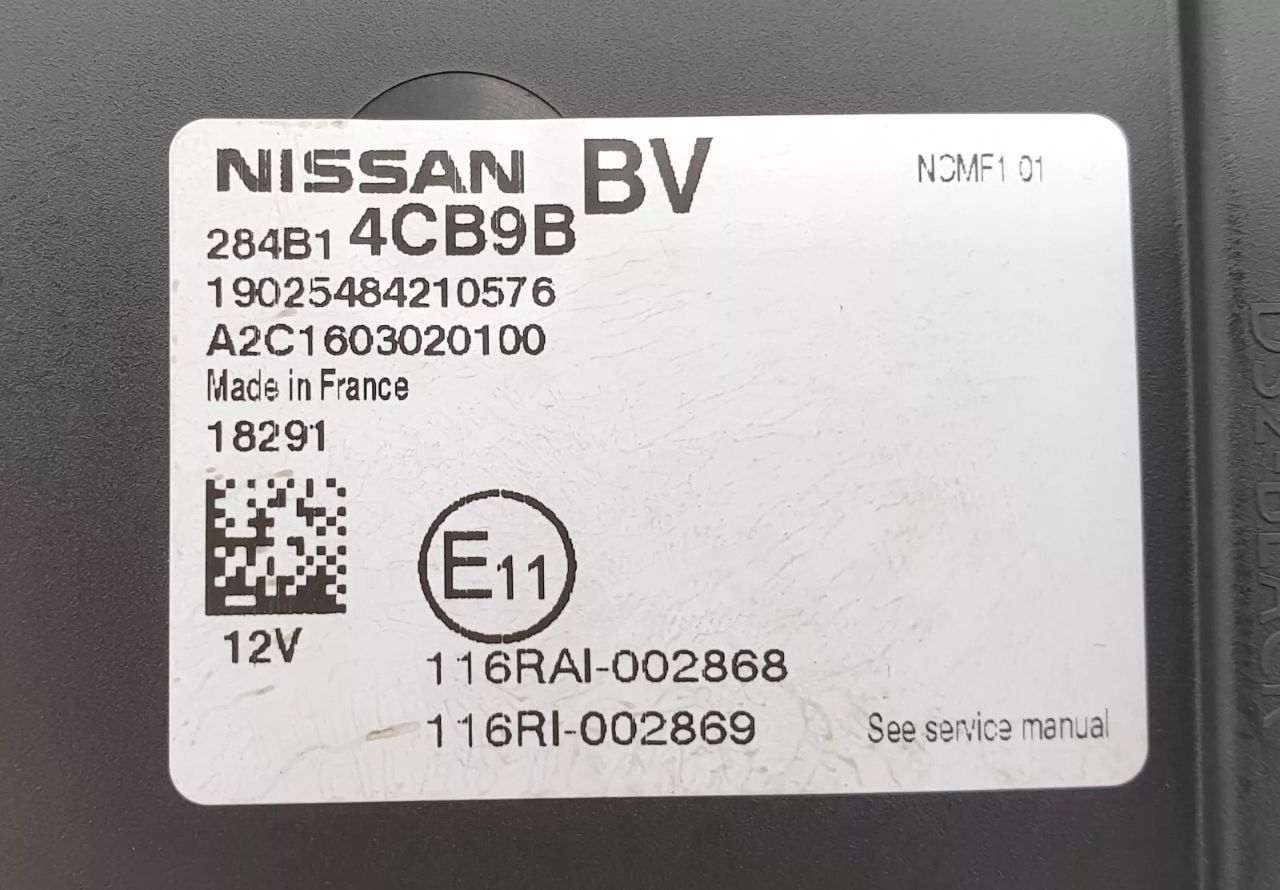 NISSAN BV
NCMF1 01
284B1 4CB9B
19025484210576
A2C1603020100
Made in France
18291
12V
E11
116RAI-002868
116RI-002869
See service manual